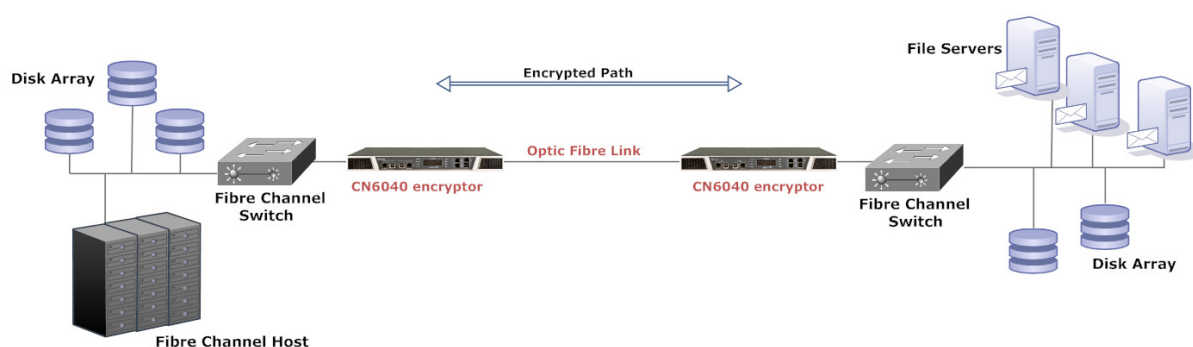 File Servers
Disk Array
Encrypted Path
Optic Fibre Link
CN6040 encryptor
CN6040 encryptor
Fibre Channel
Switch
Fibre Channel
Switch
Disk Array
Fibre Channel Host